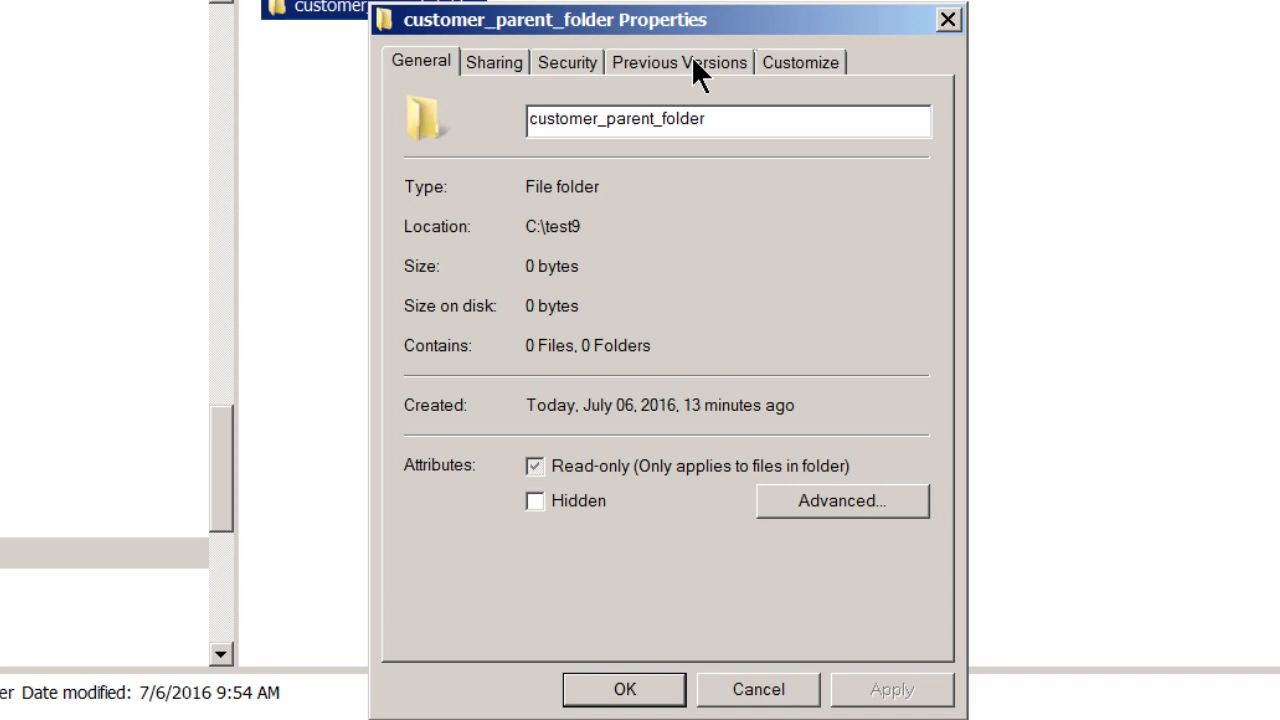 customer_
customer_parent_folder Properties
General Sharing Security Previous Versions Customize
customer_parent_folder
Type: File folder
Location: C:\test9
Size: 0 bytes
Size on disk: 0 bytes
Contains: 0 Files, 0 Folders
Created: Today, July 06, 2016, 13 minutes ago
Attributes: Read-only (Only applies to files in folder)
Hidden Advanced...
OK Cancel Apply
er Date modified: 7/6/2016 9:54 AM